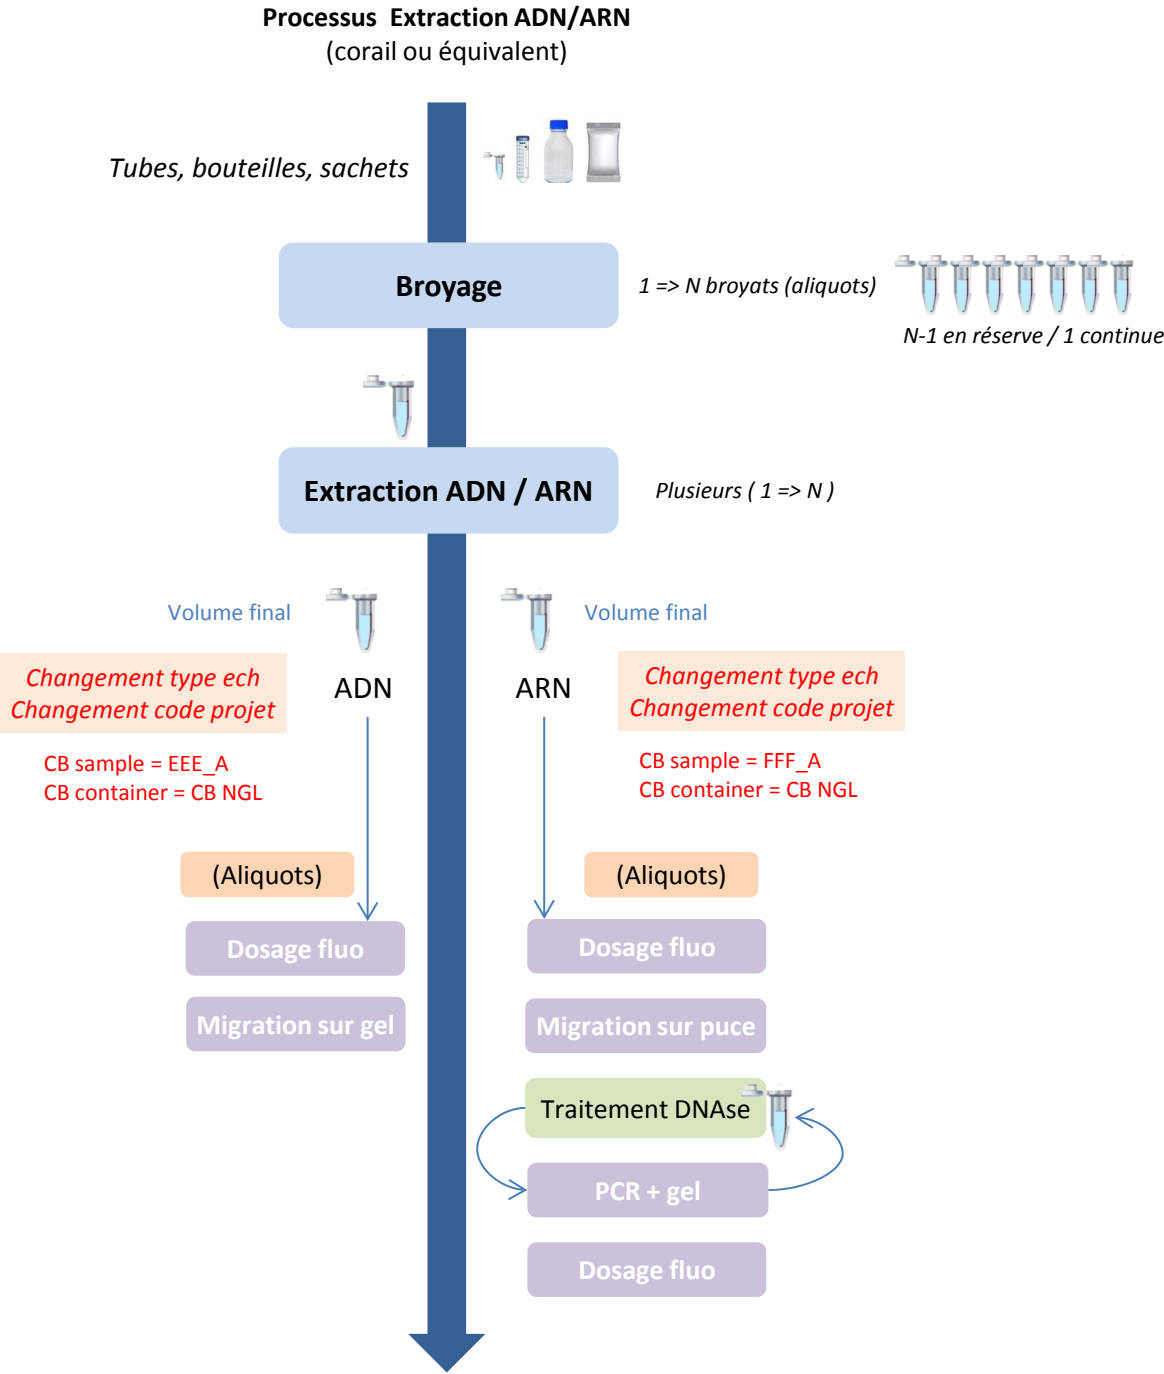 Processus Extraction ADN/ARN
(corail ou équivalent)
Tubes, bouteilles, sachets
Broyage
1 => N broyats (aliquots)
N-1 en réserve / 1 continue
Extraction ADN / ARN
Plusieurs ( 1 => N )
Volume final
Volume final
Changement type ech
Changement code projet
ADN
ARN
Changement type ech
Changement code projet
CB sample = EEE_A
CB container = CB NGL
CB sample = FFF_A
CB container = CB NGL
(Aliquots)
(Aliquots)
Dosage fluo
Dosage fluo
Migration sur gel
Migration sur puce
Traitement DNAse
PCR + gel
Dosage fluo